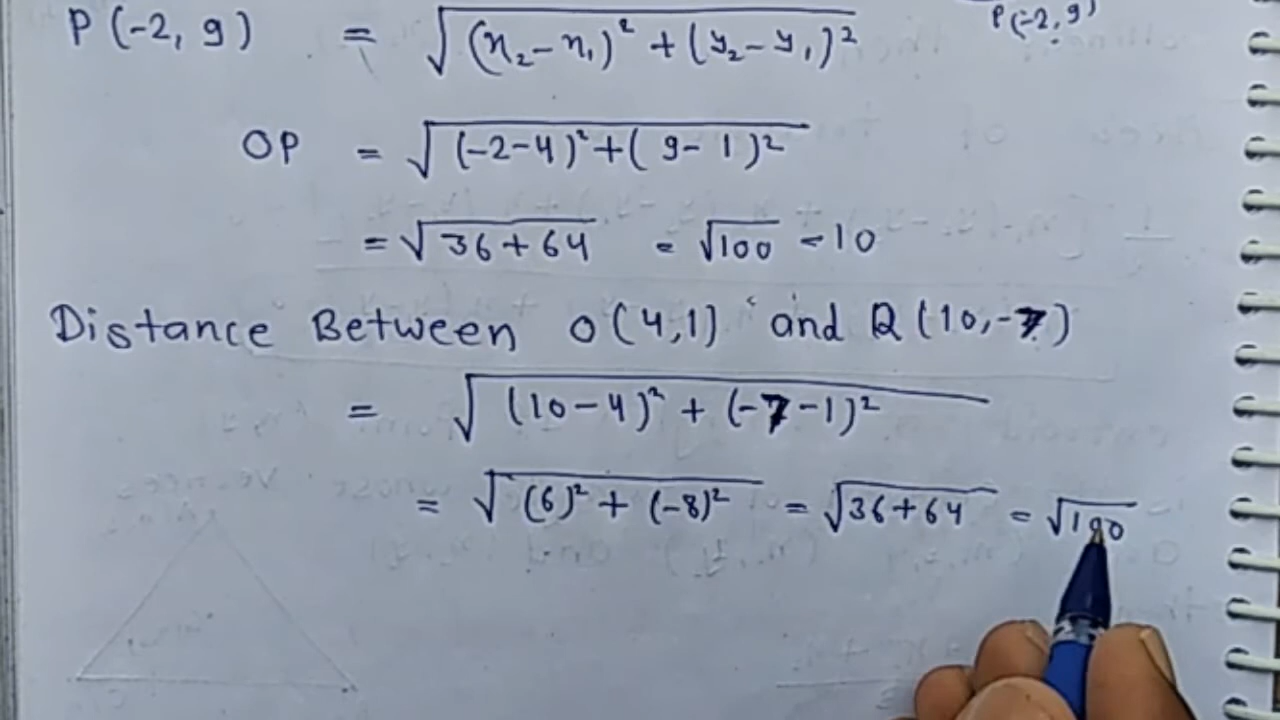 P(-2, 9)
P(-2, 9) = √(x₂-x₁)² + (y₂-y₁)²
OP = √(-2-4)² + (9-1)²
= √36+64 = √100 = 10
Distance Between O(4,1) and Q(10,-7)
= √(10-4)² + (-7-1)²
= √(6)² + (-8)² = √36+64 = √100